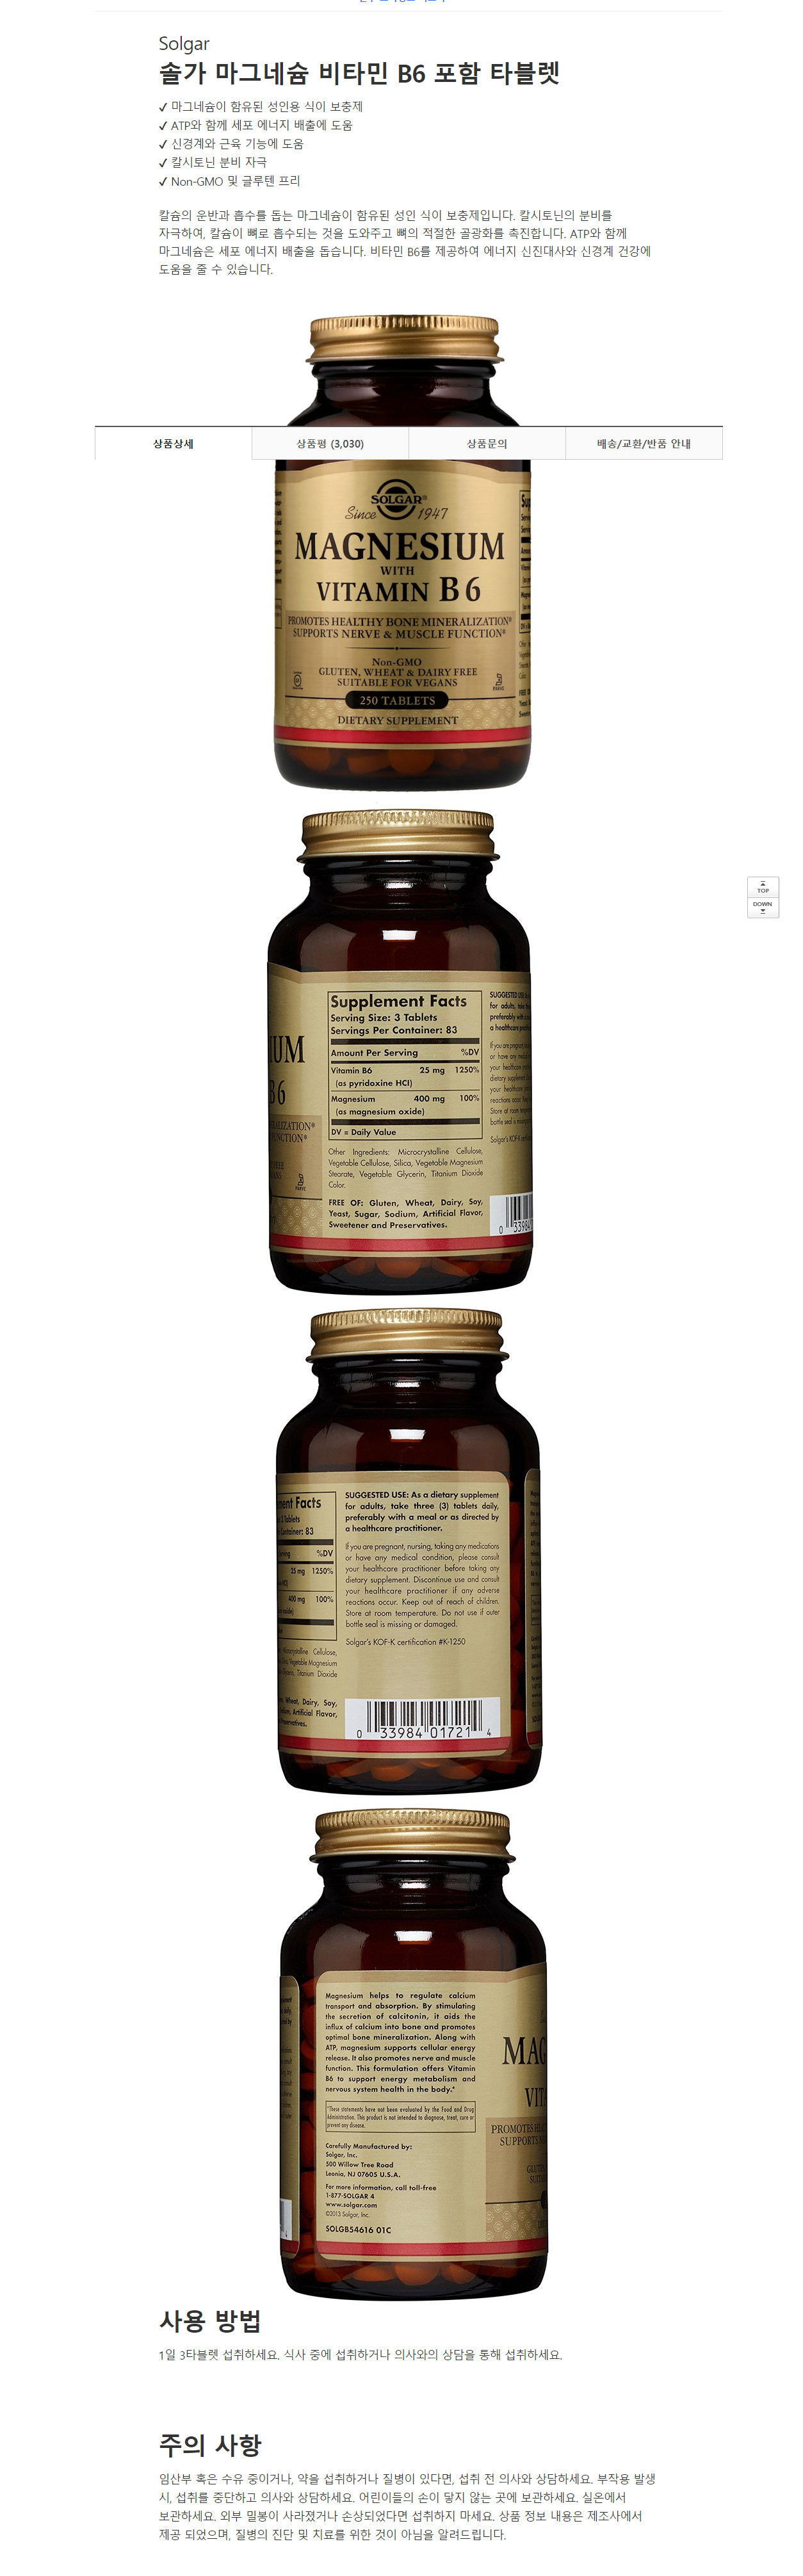 Solgar
솔가 마그네슘 비타민 B6 포함 타블렛
✓ 마그네슘이 함유된 성인용 식이 보충제
✓ ATP와 함께 세포 에너지 배출에 도움
✓ 신경계와 근육 기능에 도움
✓ 칼시토닌 분비 자극
✓ Non-GMO 및 글루텐 프리
칼슘의 운반과 흡수를 돕는 마그네슘이 함유된 성인 식이 보충제입니다. 칼시토닌의 분비를
자극하여, 칼슘이 뼈로 흡수되는 것을 도와주고 뼈의 적절한 골광화를 촉진합니다. ATP와 함께
마그네슘은 세포 에너지 배출을 돕습니다. 비타민 B6를 제공하여 에너지 신진대사와 신경계 건강에
도움을 줄 수 있습니다.
상품상세
상품평 (3,030)
상품문의
배송/교환/반품 안내
SOLGAR®
Since 1947
MAGNESIUM
WITH
VITAMIN B6
PROMOTES HEALTHY BONE MINERALIZATION*
SUPPORTS NERVE & MUSCLE FUNCTION*
Non-GMO
GLUTEN, WHEAT & DAIRY FREE
SUITABLE FOR VEGANS
250 TABLETS
DIETARY SUPPLEMENT
TOP
DOWN
Supplement Facts
Serving Size: 3 Tablets
Servings Per Container: 83
Amount Per Serving %DV
Vitamin B6 25 mg 1250%
(as pyridoxine HCl)
Magnesium 400 mg 100%
(as magnesium oxide)
DV = Daily Value
Other Ingredients: Microcrystalline Cellulose,
Vegetable Cellulose, Silica, Vegetable Magnesium
Stearate, Vegetable Glycerin, Titanium Dioxide
Color.
FREE OF: Gluten, Wheat, Dairy, Soy,
Yeast, Sugar, Sodium, Artificial Flavor,
Sweetener and Preservatives.
SUGGESTED USE: As a dietary supplement
for adults, take three (3) tablets daily,
preferably with a meal or as directed by
a healthcare practitioner.
If you are pregnant, nursing, taking any medications
or have any medical condition, please consult
your healthcare practitioner before taking any
dietary supplement. Discontinue use and consult
your healthcare practitioner if any adverse
reactions occur. Keep out of reach of children.
Store at room temperature. Do not use if outer
bottle seal is missing or damaged.
Solgar's KOF-K certification #K-1250
0 33984 01721 4
Magnesium helps to regulate calcium
transport and absorption. By stimulating
the secretion of calcitonin, it aids the
influx of calcium into bone and promotes
optimal bone mineralization. Along with
ATP, magnesium supports cellular energy
release. It also promotes nerve and muscle
function. This formulation offers Vitamin
B6 to support energy metabolism and
nervous system health in the body.*
*These statements have not been evaluated by the Food and Drug
Administration. This product is not intended to diagnose, treat, cure or
prevent any disease.
Carefully Manufactured by:
Solgar, Inc.
500 Willow Tree Road
Leonia, NJ 07605 U.S.A.
For more information, call toll-free
1-877-SOLGAR 4
www.solgar.com
©2013 Solgar, Inc.
SOLGB54616 01C
사용 방법
1일 3타블렛 섭취하세요. 식사 중에 섭취하거나 의사와의 상담을 통해 섭취하세요.
주의 사항
임산부 혹은 수유 중이거나, 약을 섭취하거나 질병이 있다면, 섭취 전 의사와 상담하세요. 부작용 발생
시, 섭취를 중단하고 의사와 상담하세요. 어린이들의 손이 닿지 않는 곳에 보관하세요. 실온에서
보관하세요. 외부 밀봉이 사라졌거나 손상되었다면 섭취하지 마세요. 상품 정보 내용은 제조사에서
제공 되었으며, 질병의 진단 및 치료를 위한 것이 아님을 알려드립니다.